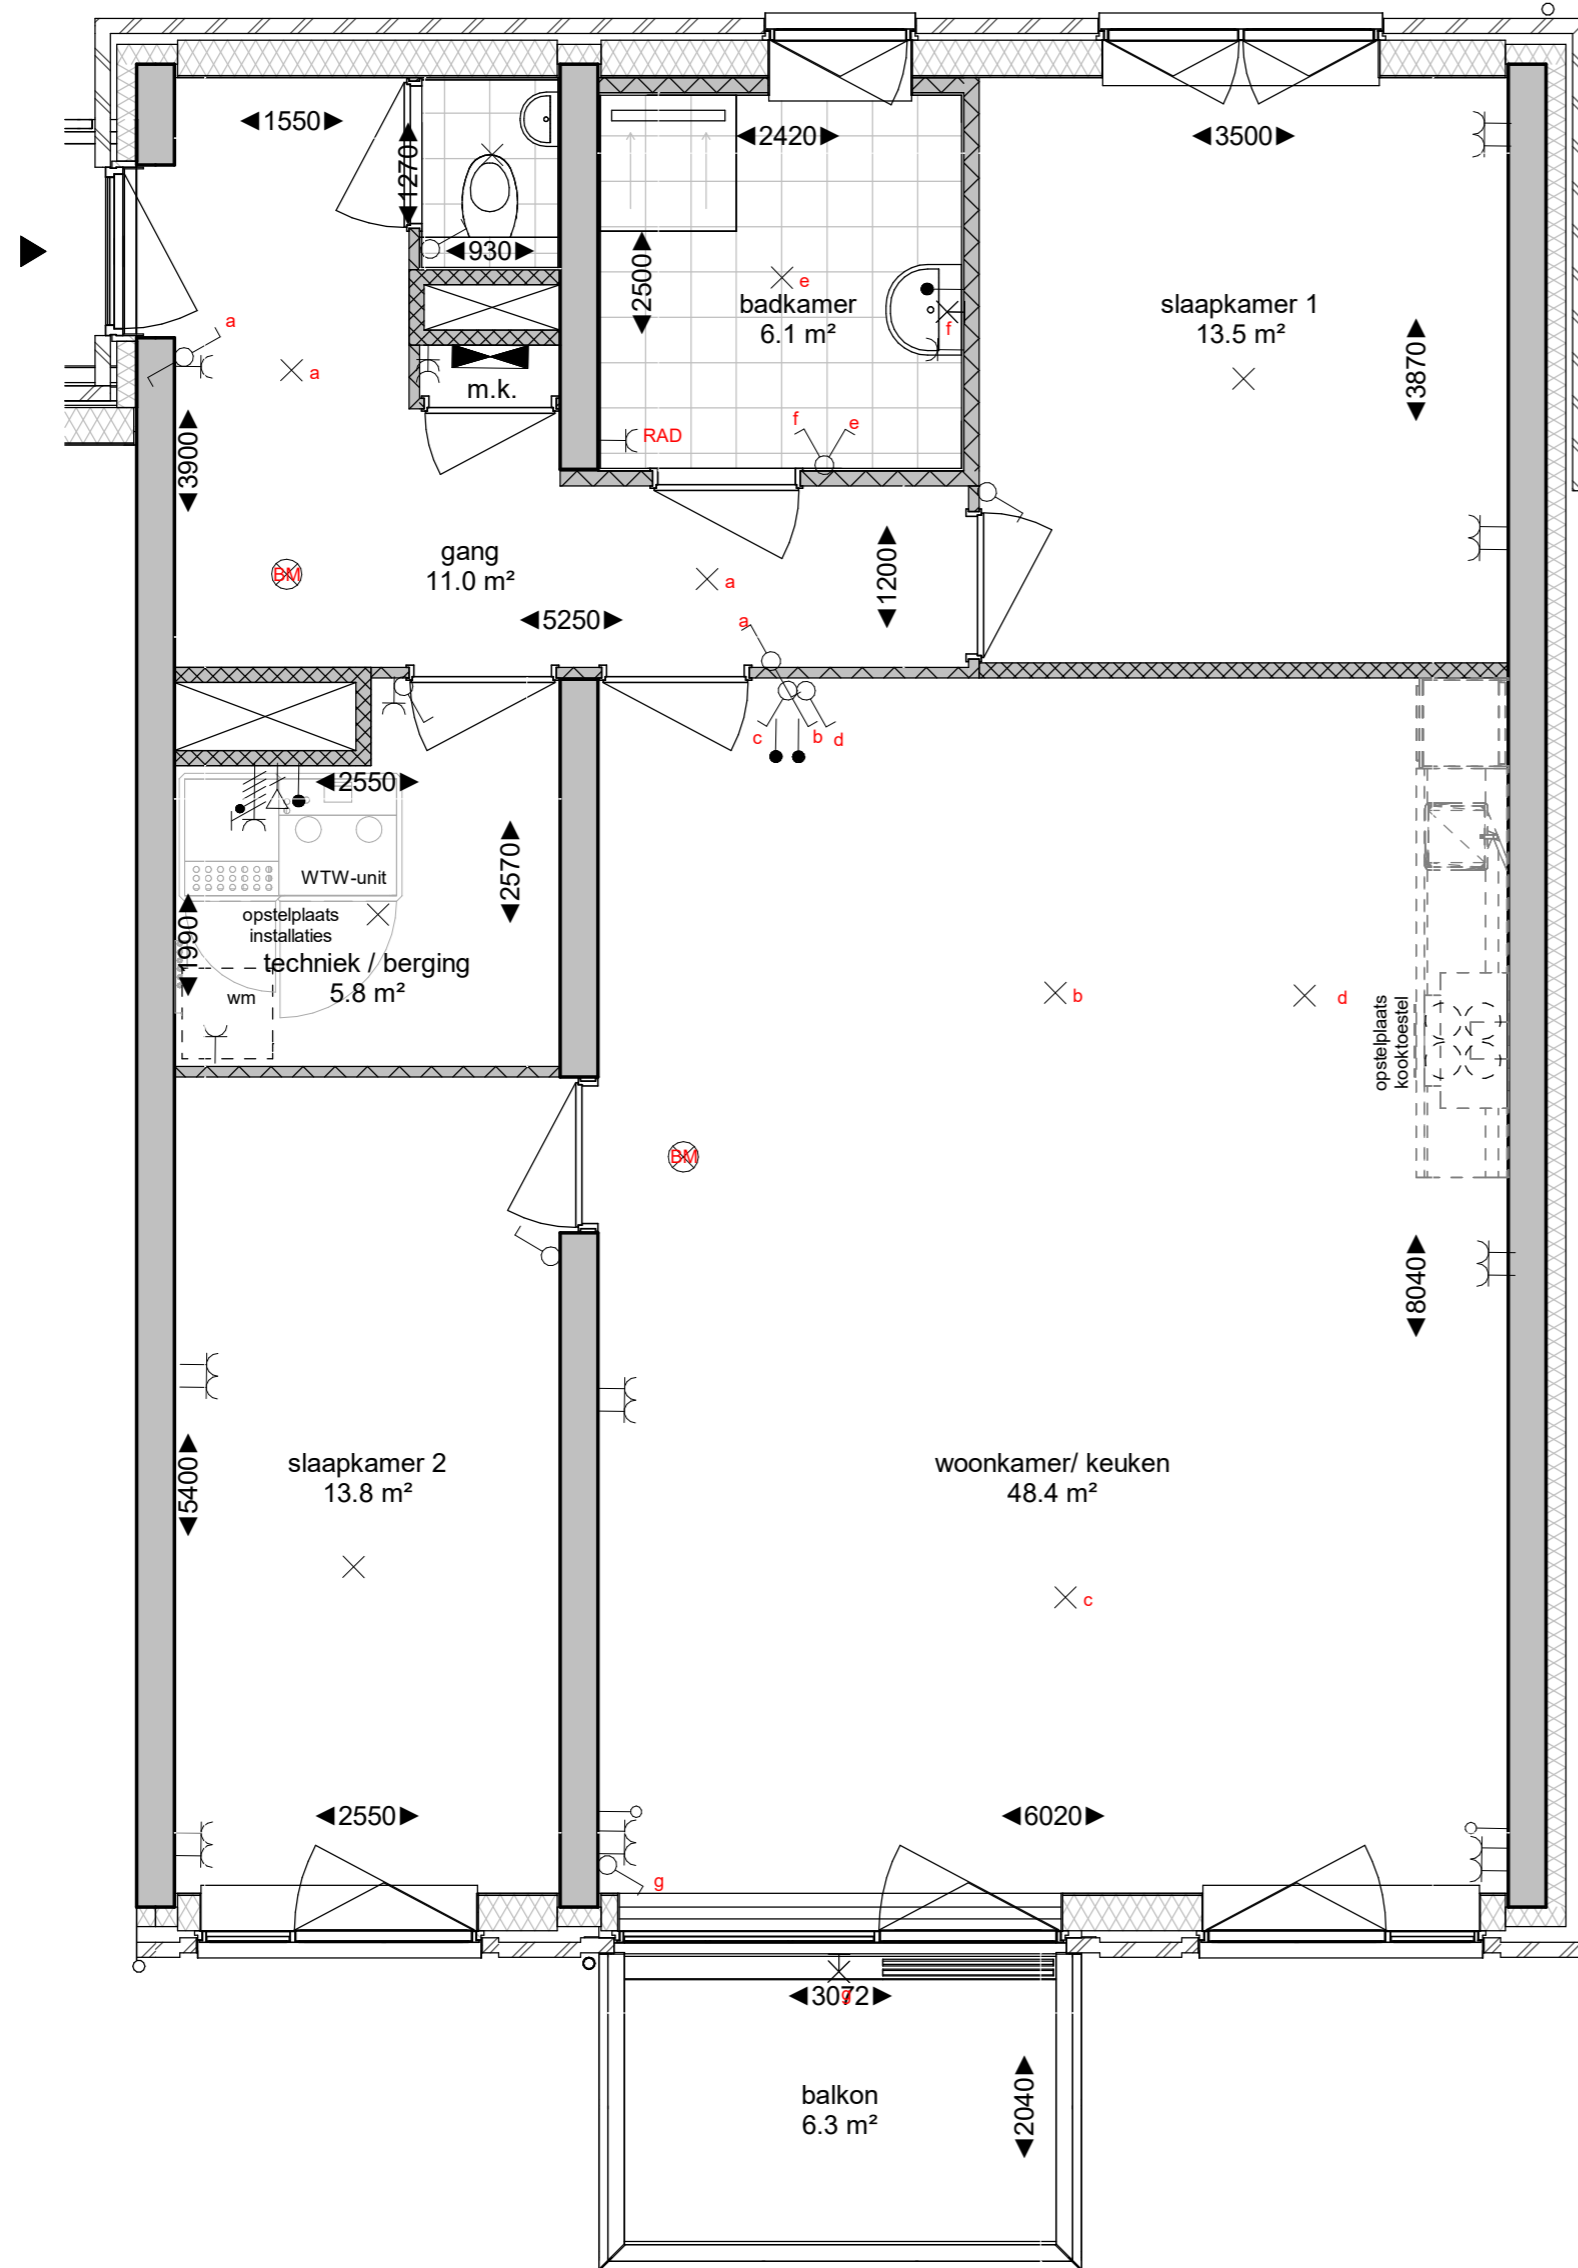 1550
1270
930
2420
3500
2500
e
badkamer
6.1 m²
f
slaapkamer 1
13.5 m²
3870
a
a
m.k.
f
e
RAD
3900
gang
11.0 m²
BM
a
1200
5250
a
c
b
d
2550
2570
WTW-unit
opstelplaats
installaties
1990
techniek / berging
5.8 m²
wm
b
d
opstelplaats
kooktoestel
BM
8040
slaapkamer 2
13.8 m²
5400
woonkamer/ keuken
48.4 m²
c
2550
6020
g
3072
g
balkon
6.3 m²
2040